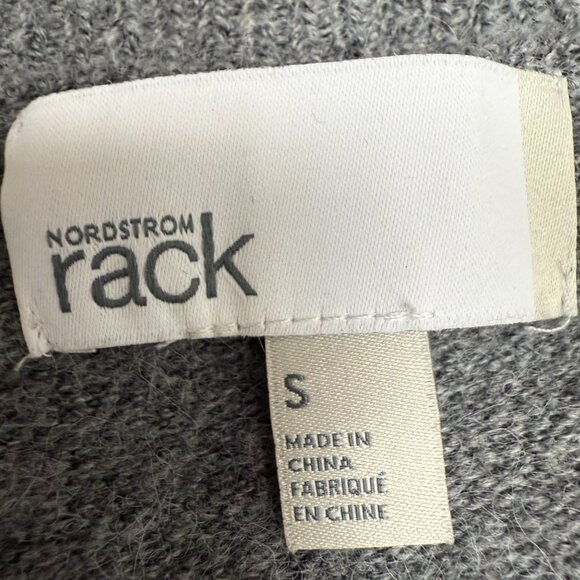 NORDSTROM
rack
S
MADE IN
CHINA
FABRIQUÉ
EN CHINE